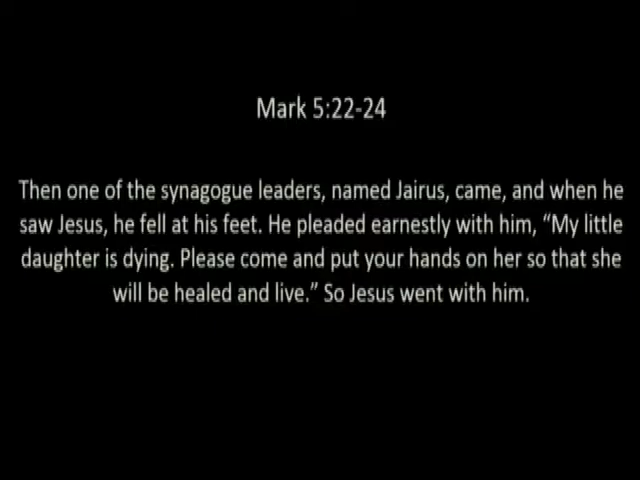 Mark 5:22-24
Then one of the synagogue leaders, named Jairus, came, and when he
saw Jesus, he fell at his feet. He pleaded earnestly with him, “My little
daughter is dying. Please come and put your hands on her so that she
will be healed and live.” So Jesus went with him.